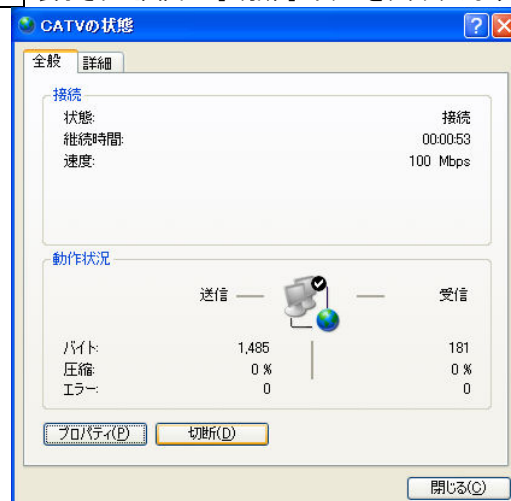 CATVの状態
全般 詳細
接続
状態: 接続
継続時間: 00:00:53
速度: 100 Mbps
動作状況
送信 受信
バイト: 1,485 181
圧縮: 0 % 0 %
エラー: 0 0
プロパティ(P) 切断(D)
閉じる(C)